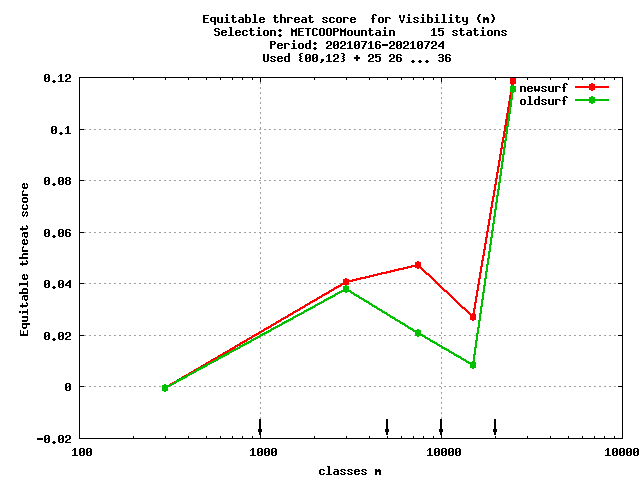 Equitable threat score  for Visibility (m)
Selection: METCOOPMountain     15 stations
Period: 20210716-20210724
Used {00,12} + 25 26 ... 36
0.12
0.1
0.08
0.06
0.04
0.02
0
-0.02
Equitable threat score
newsurf
oldsurf
100
1000
10000
10000
classes m